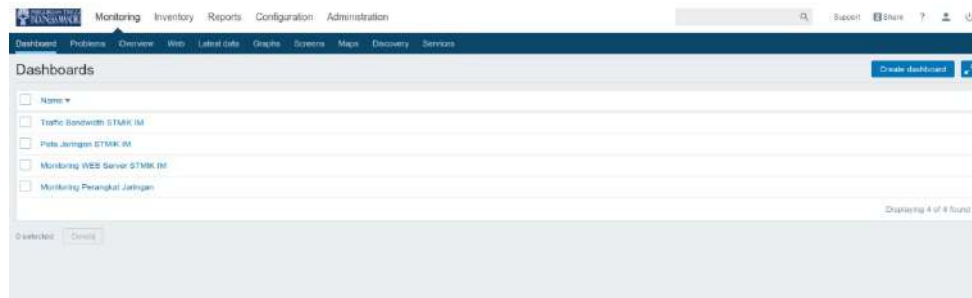 Monitoring Inventory Reports Configuration Administration Support Share ?
Dashboard Problems Overview Web Latest data Graphs Screens Maps Discovery Services
Dashboards Create dashboard
Name ▼
Traffic Bandwidth STMIK IM
Peta Jaringan STMIK IM
Monitoring WEB Server STMIK IM
Monitoring Perangkat Jaringan
Displaying 4 of 4 found
0 selected Delete